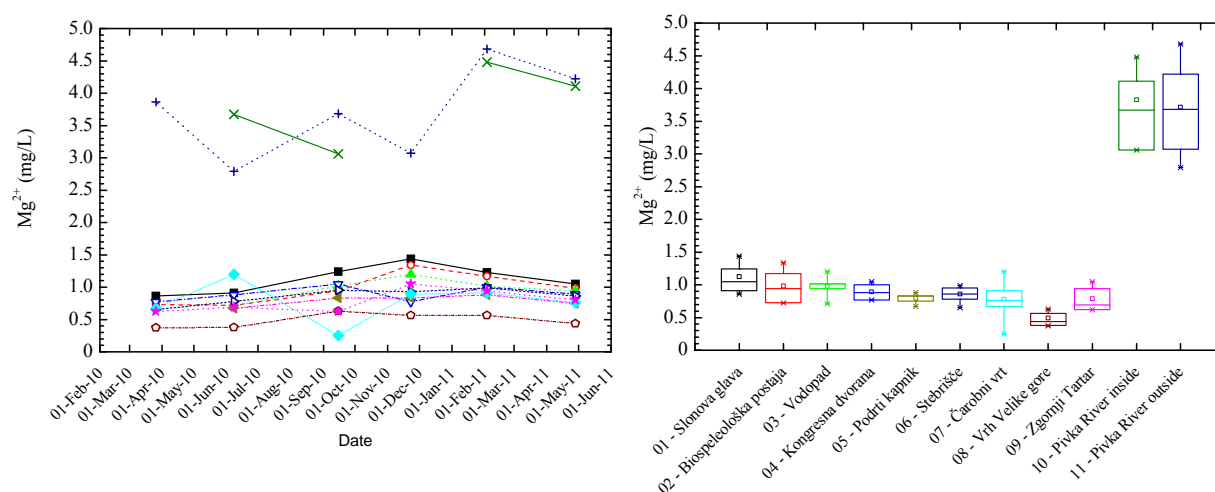 5.0
4.5
4.0
3.5
3.0
2.5
2.0
1.5
1.0
0.5
0
Mg2+ (mg/L)
01-Feb-10
01-Mar-10
01-Apr-10
01-May-10
01-Jun-10
01-Jul-10
01-Aug-10
01-Sep-10
01-Oct-10
01-Nov-10
01-Dec-10
01-Jan-11
01-Feb-11
01-Mar-11
01-Apr-11
01-May-11
01-Jun-11
Date
5.0
4.5
4.0
3.5
3.0
2.5
2.0
1.5
1.0
0.5
0.0
Mg2+ (mg/L)
01 - Slonova glava
02 - Biospeleološka postaja
03 - Vodopad
04 - Kongresna dvorana
05 - Podrti kapnik
06 - Stebrišče
07 - Čarobni vrt
08 - Vrh Velike gore
09 - Zgornji Tartar
10 - Pivka River inside
11 - Pivka River outside